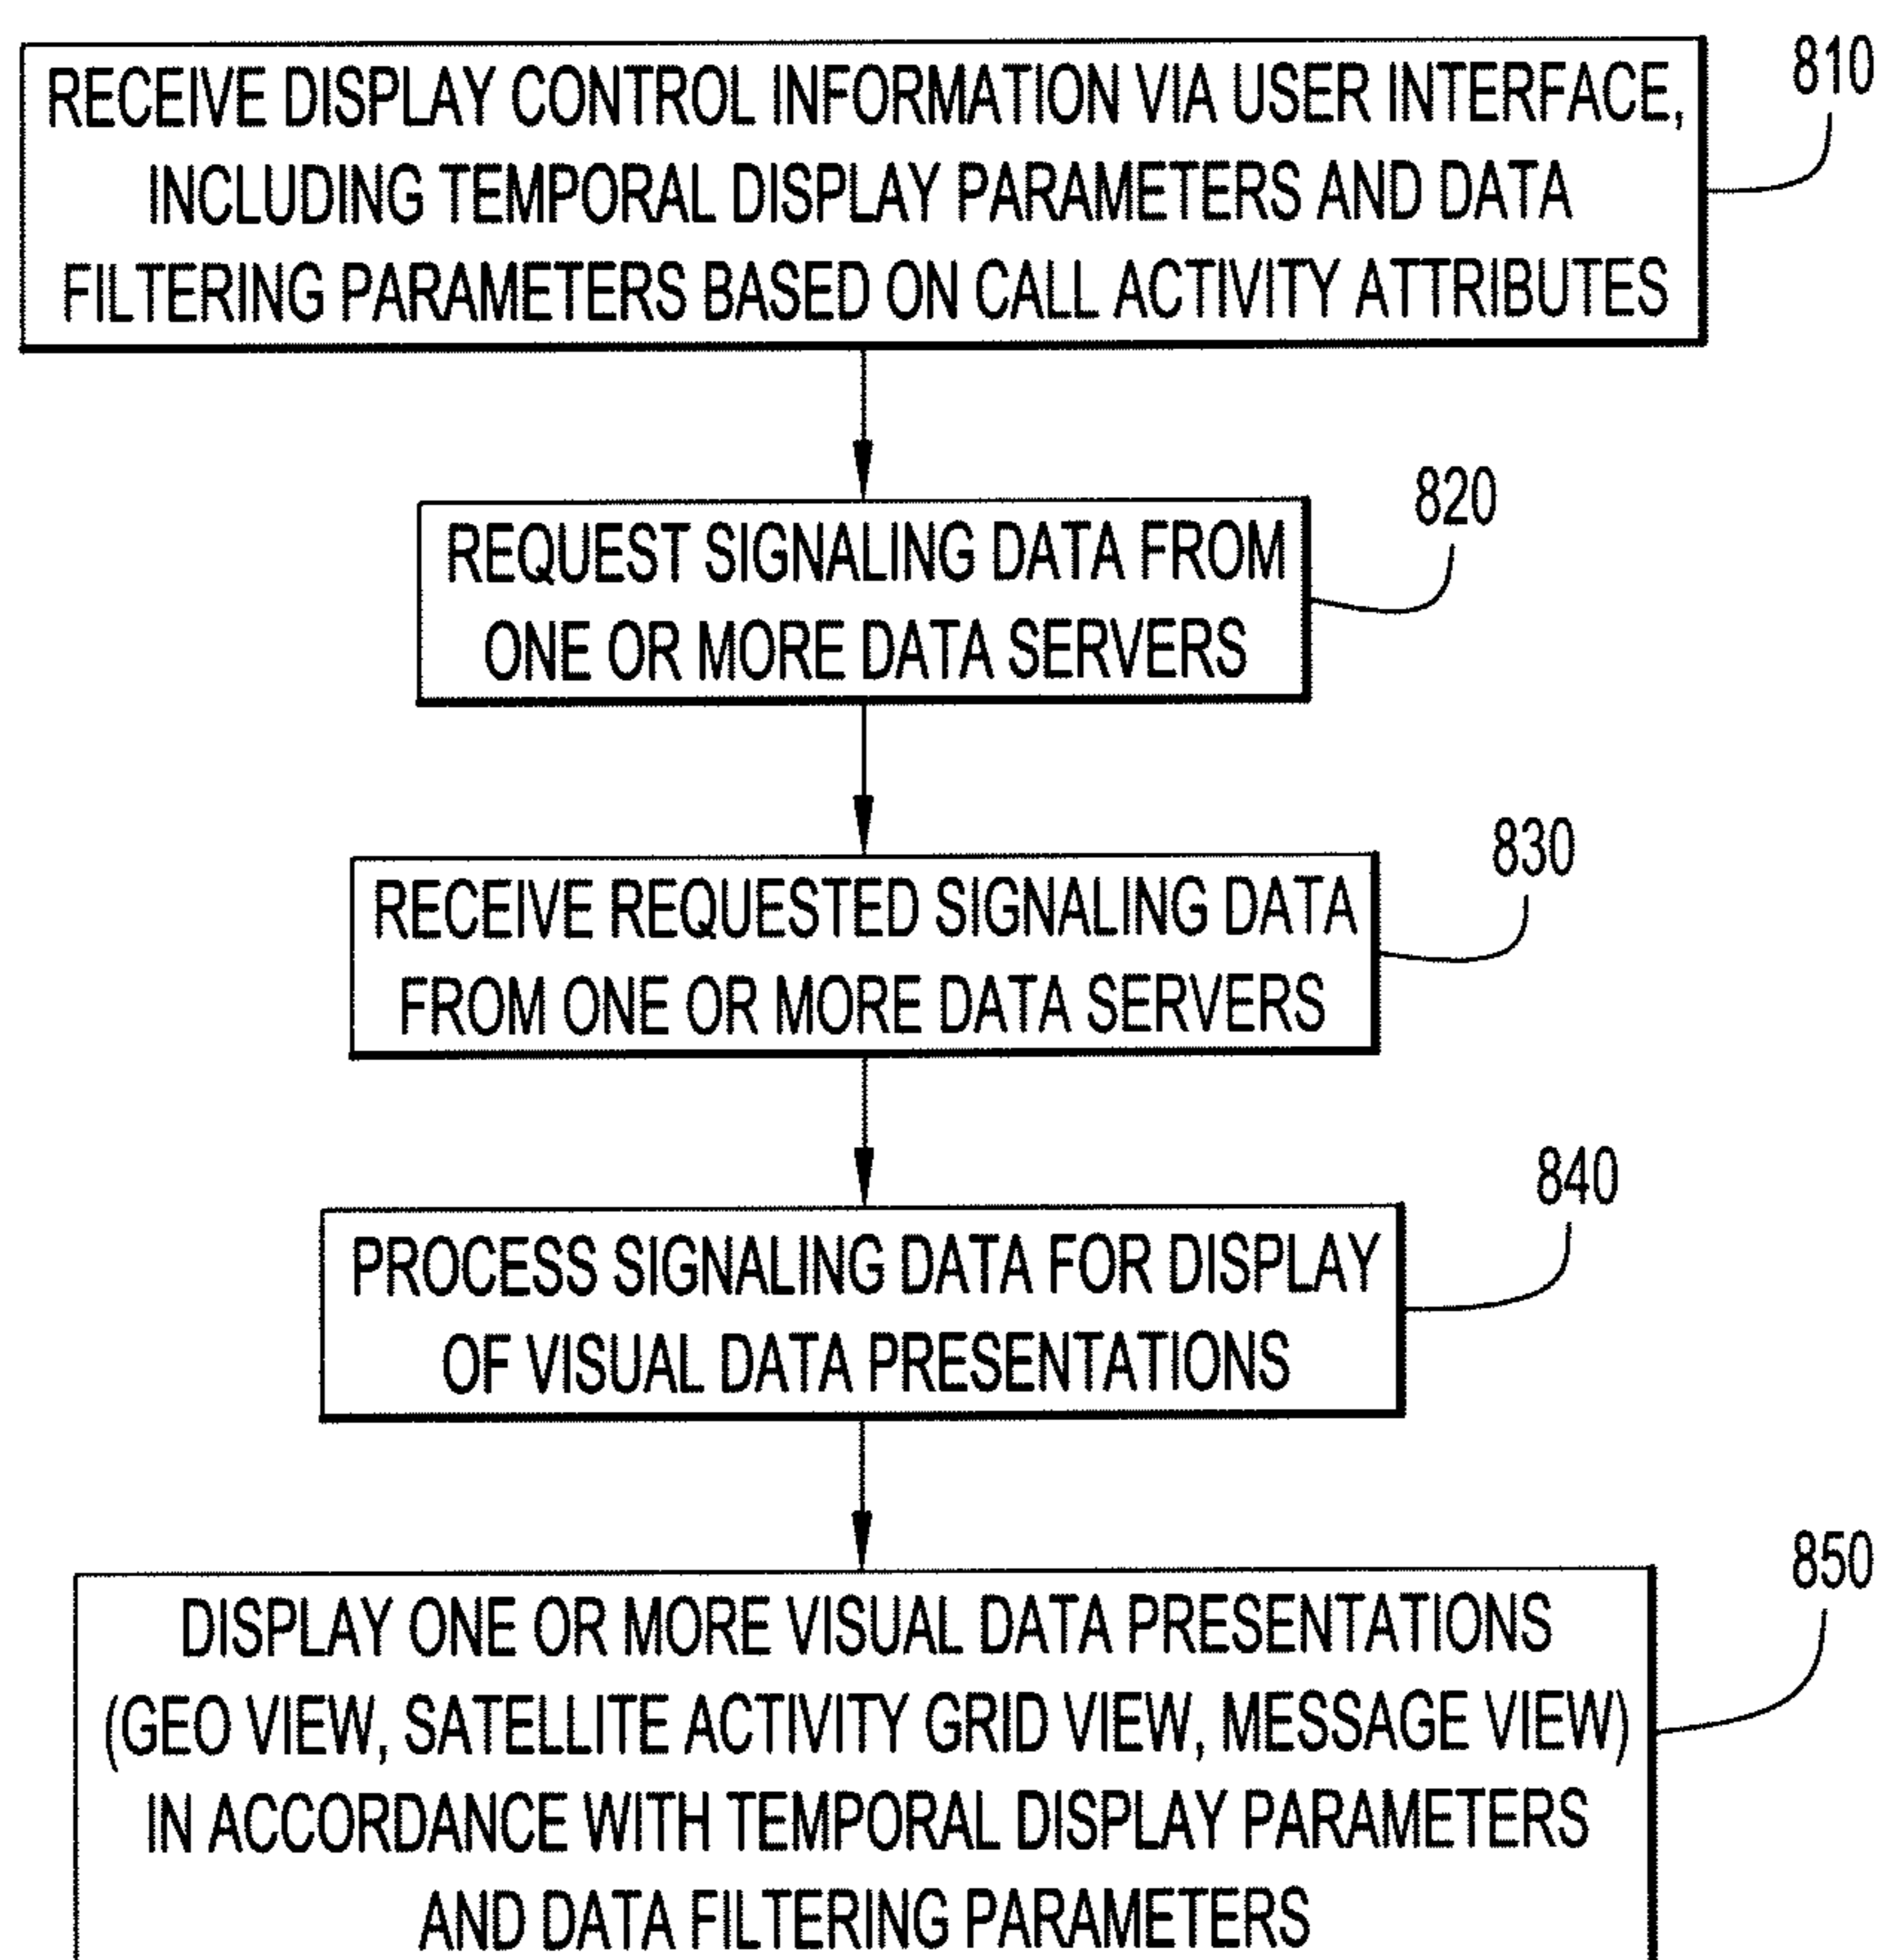 810
RECEIVE DISPLAY CONTROL INFORMATION VIA USER INTERFACE,
INCLUDING TEMPORAL DISPLAY PARAMETERS AND DATA
FILTERING PARAMETERS BASED ON CALL ACTIVITY ATTRIBUTES
820
REQUEST SIGNALING DATA FROM
ONE OR MORE DATA SERVERS
830
RECEIVE REQUESTED SIGNALING DATA
FROM ONE OR MORE DATA SERVERS
840
PROCESS SIGNALING DATA FOR DISPLAY
OF VISUAL DATA PRESENTATIONS
850
DISPLAY ONE OR MORE VISUAL DATA PRESENTATIONS
(GEO VIEW, SATELLITE ACTIVITY GRID VIEW, MESSAGE VIEW)
IN ACCORDANCE WITH TEMPORAL DISPLAY PARAMETERS
AND DATA FILTERING PARAMETERS